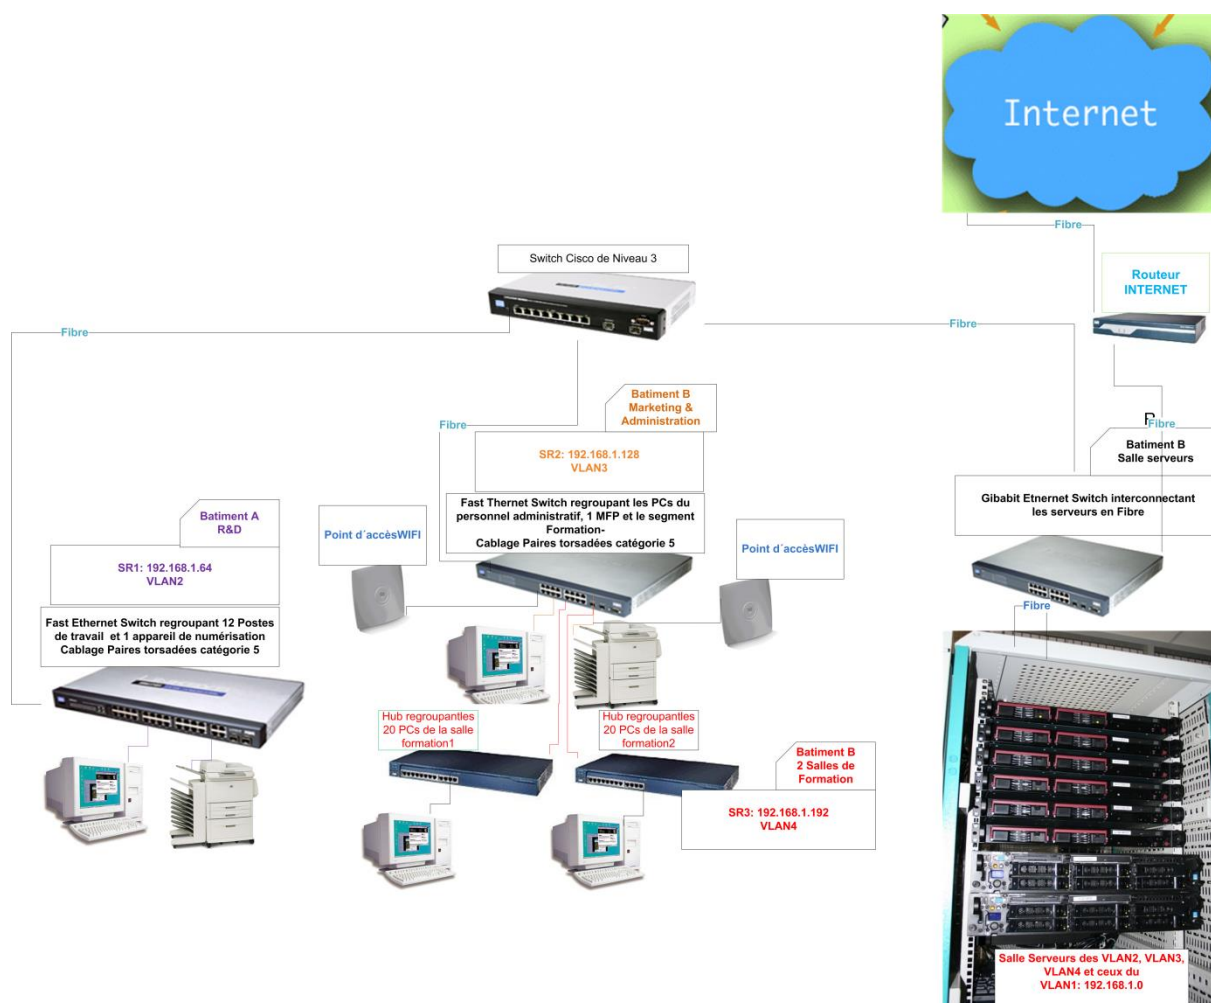 Internet
Fibre
Switch Cisco de Niveau 3
Routeur
INTERNET
Fibre
Fibre
Batiment B
Marketing &
Administration
Fibre
Fibre
SR2: 192.168.1.128
VLAN3
Batiment B
Salle serveurs
Fast Thernet Switch regroupant les PCs du
personnel administratif, 1 MFP et le segment
Formation-
Cablage Paires torsadées catégorie 5
Gibabit Etnernet Switch interconnectant
les serveurs en Fibre
Batiment A
R&D
Point d´accèsWIFI
Point d´accèsWIFI
SR1: 192.168.1.64
VLAN2
Fast Ethernet Switch regroupant 12 Postes
de travail et 1 appareil de numérisation
Cablage Paires torsadées catégorie 5
Fibre
Hub regroupantles
20 PCs de la salle
formation1
Hub regroupantles
20 PCs de la salle
formation2
Batiment B
2 Salles de
Formation
SR3: 192.168.1.192
VLAN4
Salle Serveurs des VLAN2, VLAN3,
VLAN4 et ceux du
VLAN1: 192.168.1.0